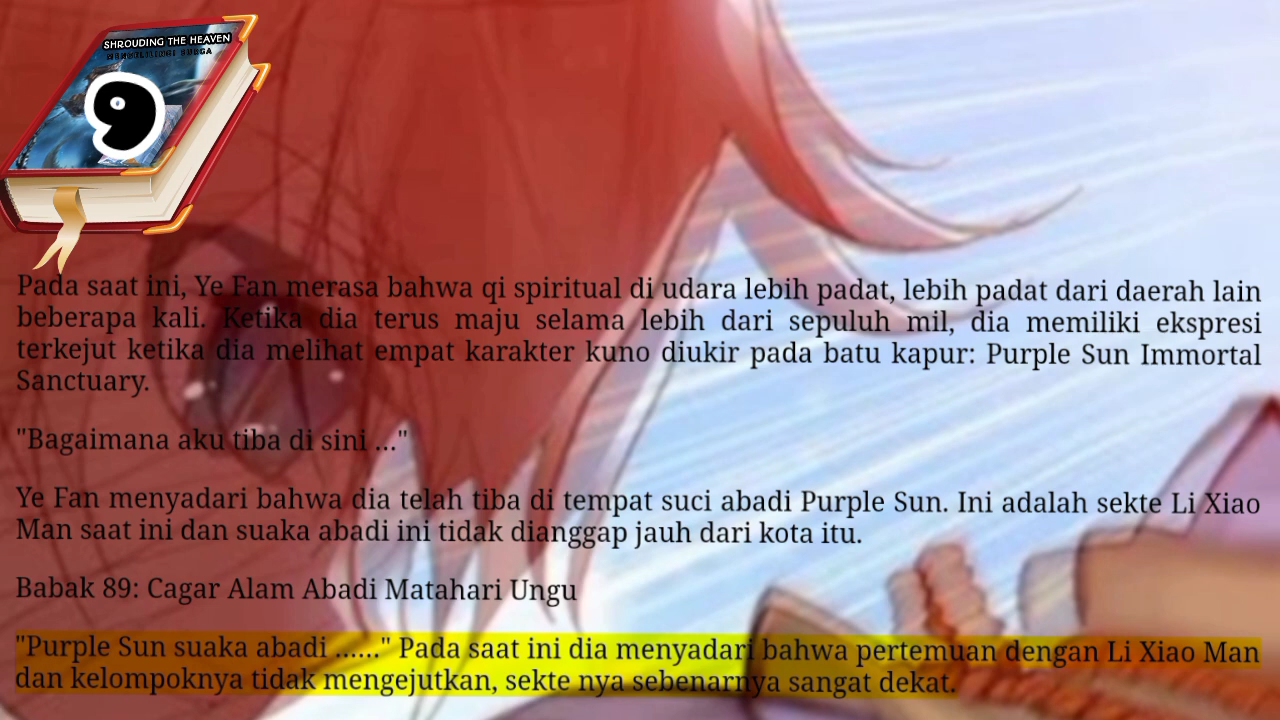 SHROUDING THE HEAVEN
9
Pada saat ini, Ye Fan merasa bahwa qi spiritual di udara lebih padat, lebih padat dari daerah lain
beberapa kali. Ketika dia terus maju selama lebih dari sepuluh mil, dia memiliki ekspresi
terkejut ketika dia melihat empat karakter kuno diukir pada batu kapur: Purple Sun Immortal
Sanctuary.
"Bagaimana aku tiba di sini ..."
Ye Fan menyadari bahwa dia telah tiba di tempat suci abadi Purple Sun. Ini adalah sekte Li Xiao
Man saat ini dan suaka abadi ini tidak dianggap jauh dari kota itu.
Babak 89: Cagar Alam Abadi Matahari Ungu
"Purple Sun suaka abadi ......" Pada saat ini dia menyadari bahwa pertemuan dengan Li Xiao Man
dan kelompoknya tidak mengejutkan, sekte nya sebenarnya sangat dekat.